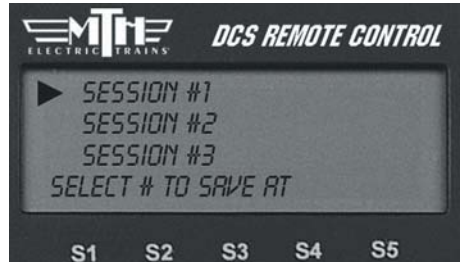 MTH
ELECTRIC TRAINS
DCS REMOTE CONTROL
SESSION #1
SESSION #2
SESSION #3
SELECT # TO SAVE AT
S1 S2 S3 S4 S5